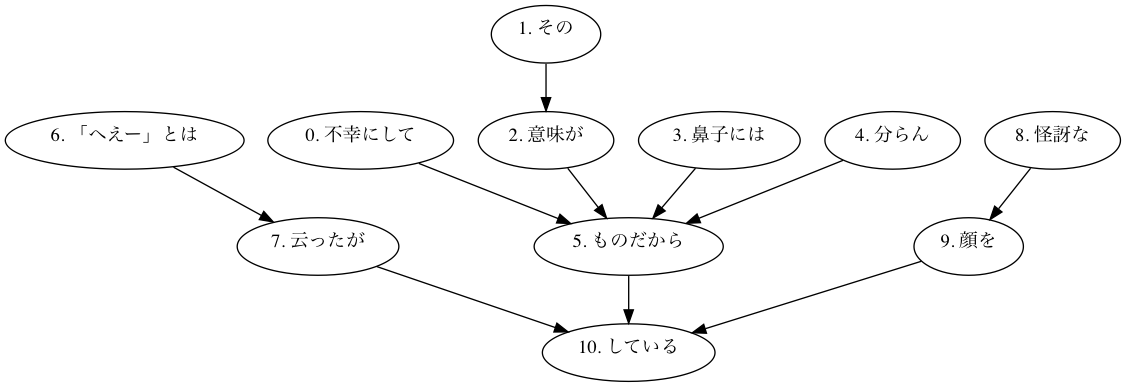 1. その
6. 「へえー」とは
0. 不幸にして
2. 意味が
3. 鼻子には
4. 分らん
8. 怪訝な
7. 云ったが
5. ものだから
9. 顔を
10. している